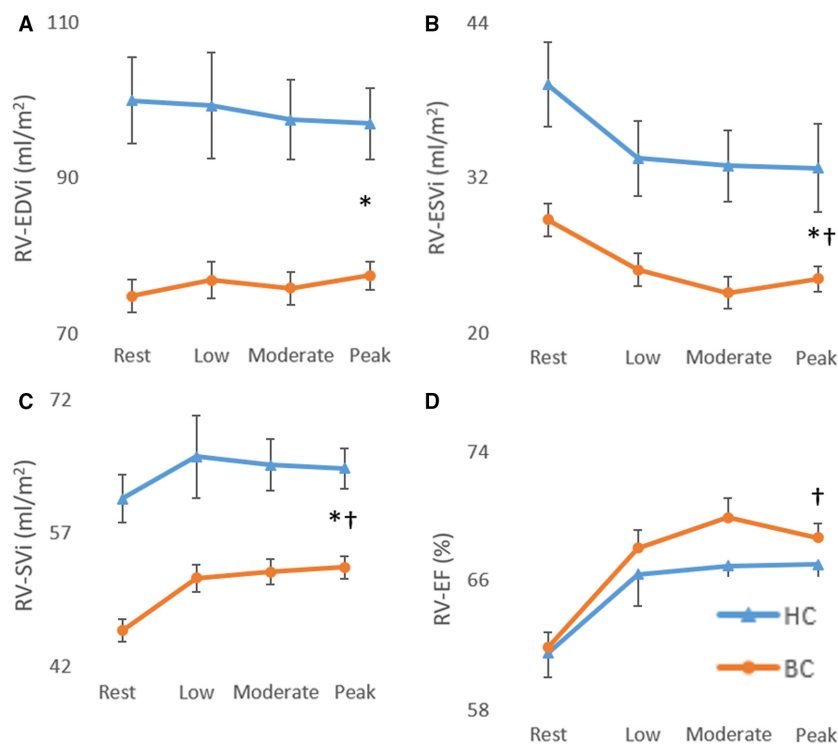 A
110
90
70
RV-EDVi (ml/m²)
*
Rest Low Moderate Peak
B
44
32
20
RV-ESVi (ml/m²)
*†
Rest Low Moderate Peak
C
72
57
42
RV-SVi (ml/m²)
*†
Rest Low Moderate Peak
D
74
66
58
RV-EF (%)
†
HC
BC
Rest Low Moderate Peak